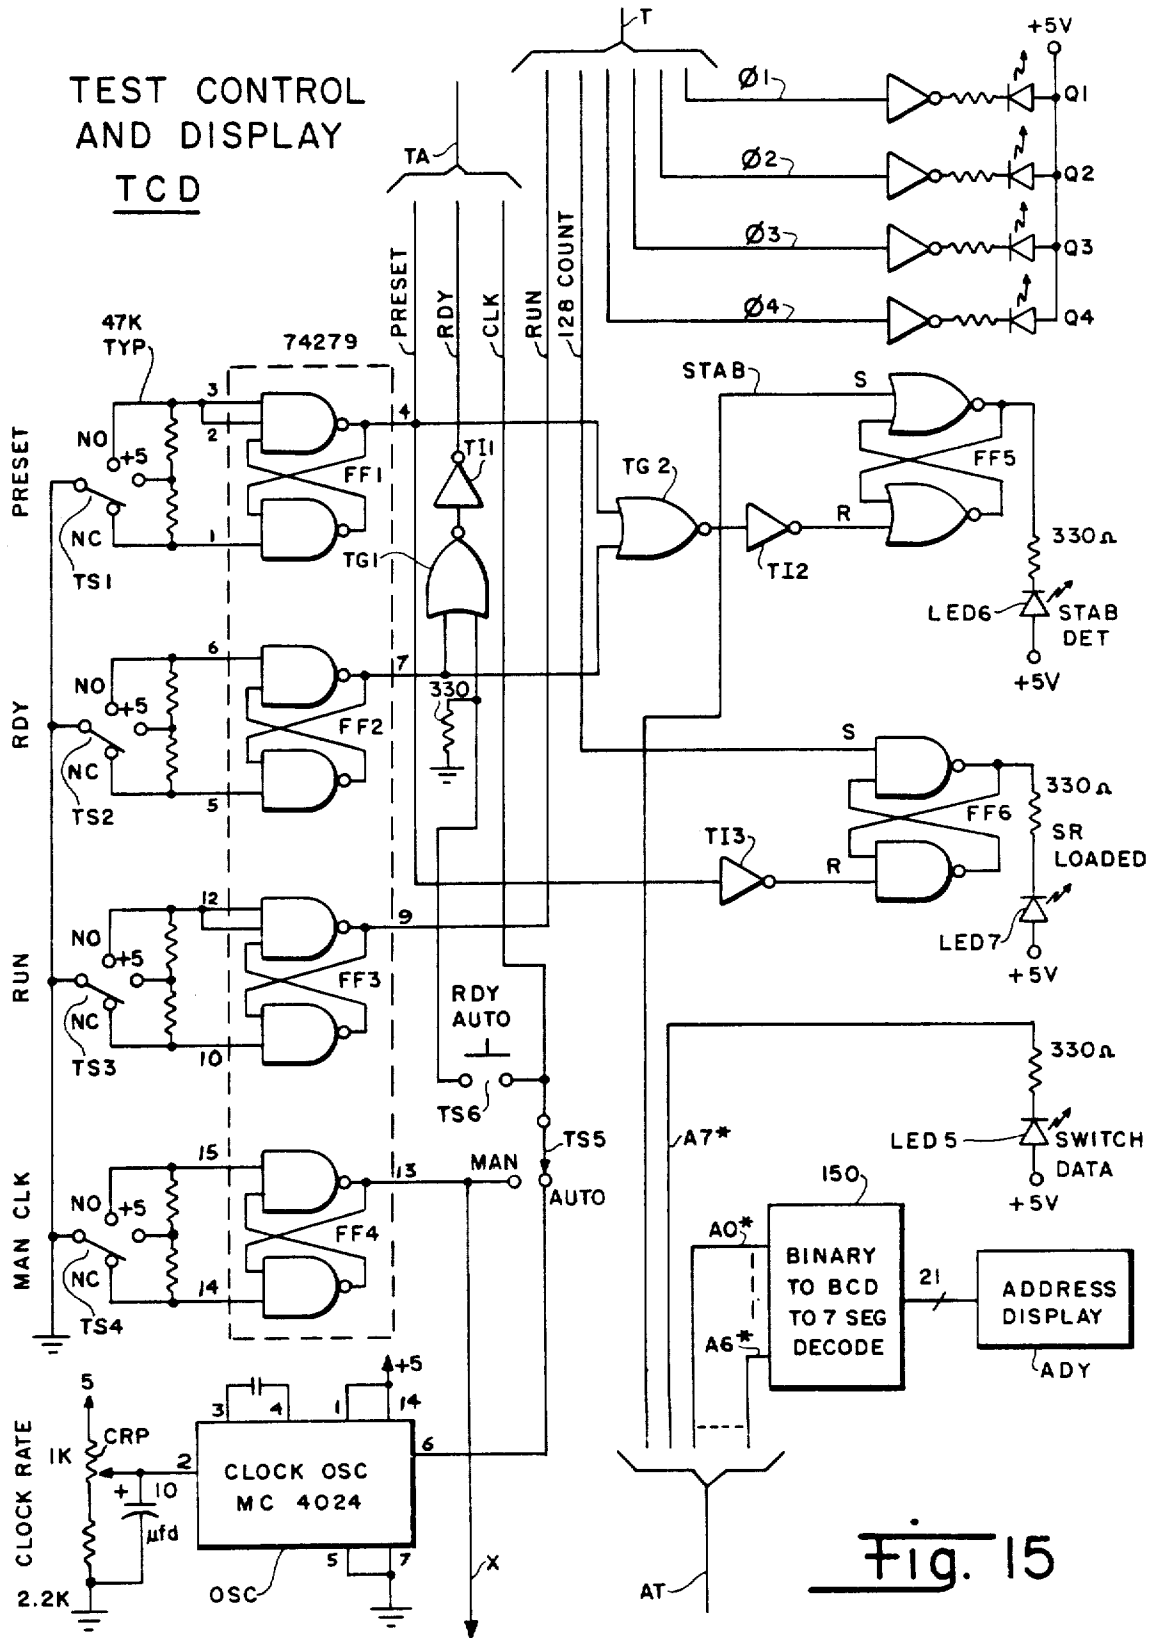 TEST CONTROL
AND DISPLAY
TCD
T
+5V
Ø1
Q1
TA
Ø2
Q2
Ø3
Q3
Ø4
Q4
PRESET
RDY
CLK
RUN
128 COUNT
47K
TYP
74279
STAB
S
3
2
4
NO
+5
PRESET
TI1
FF1
TG2
FF5
NC
1
TG1
R
TI2
330Ω
TS1
LED6
STAB
DET
+5V
6
7
NO
+5
330
RDY
FF2
S
NC
5
TS2
330Ω
FF6
TI3
SR
LOADED
R
12
9
NO
+5
LED7
+5V
RUN
FF3
NC
RDY
AUTO
10
TS3
330Ω
TS6
TS5
A7*
LED5
SWITCH
DATA
+5V
15
13
MAN
AUTO
150
NO
+5
MAN CLK
FF4
A0*
BINARY
TO BCD
TO 7 SEG
DECODE
21
ADDRESS
DISPLAY
NC
14
TS4
A6*
ADY
+5
5
3
4
1
14
CLOCK RATE
1K
CRP
2
6
CLOCK OSC
MC 4024
+
10
µfd
5
7
OSC
X
2.2K
AT
Fig. 15